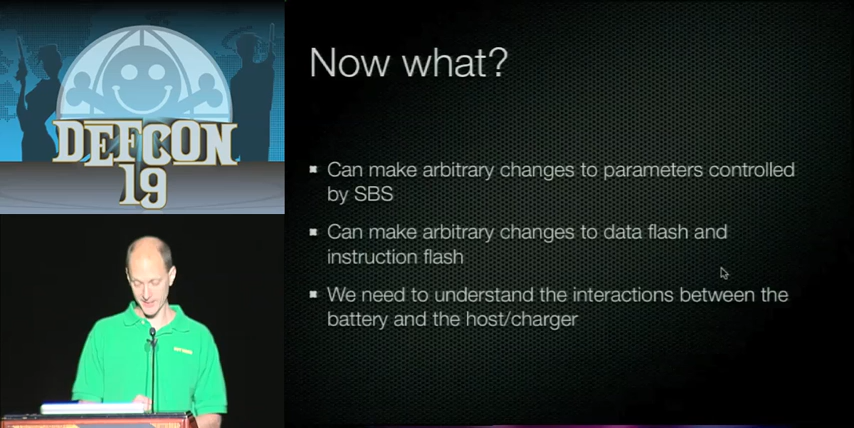 DEFCON
19
Now what?
Can make arbitrary changes to parameters controlled
by SBS
Can make arbitrary changes to data flash and
instruction flash
We need to understand the interactions between the
battery and the host/charger